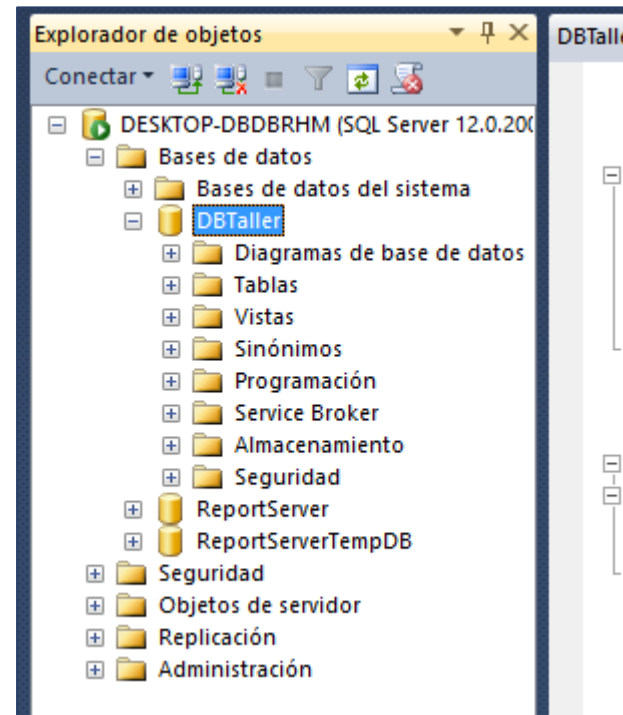 Explorador de objetos
DBTalle
Conectar
DESKTOP-DBDBRHM (SQL Server 12.0.200
Bases de datos
Bases de datos del sistema
DBTaller
Diagramas de base de datos
Tablas
Vistas
Sinónimos
Programación
Service Broker
Almacenamiento
Seguridad
ReportServer
ReportServerTempDB
Seguridad
Objetos de servidor
Replicación
Administración